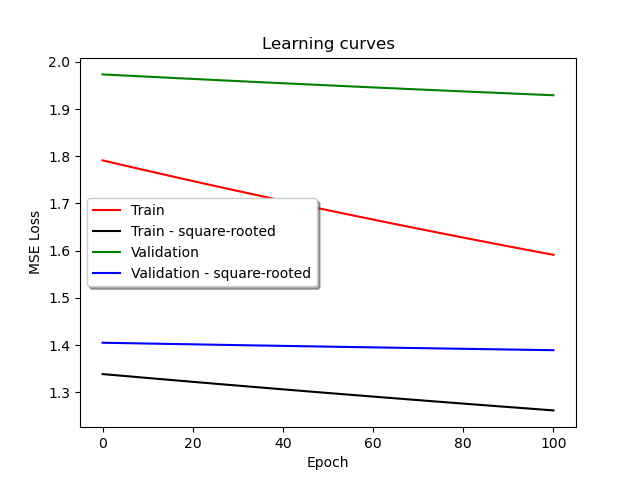 Learning curves
MSE Loss
2.0
1.9
1.8
1.7
1.6
1.5
1.4
1.3
Train
Train - square-rooted
Validation
Validation - square-rooted
0 20 40 60 80 100
Epoch